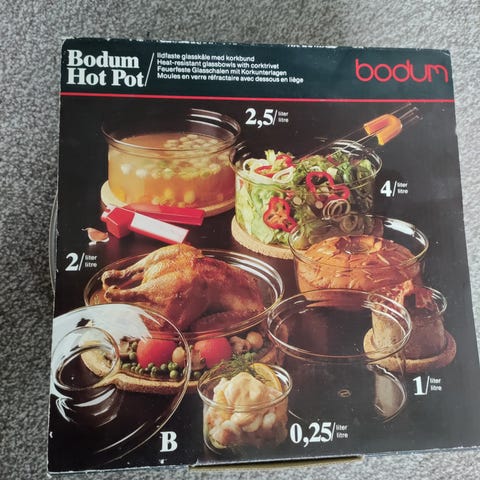 Bodum
Hot Pot/
Ildfaste glasskåle med korkbund
Heat-resistant glassbowls with corktrivet
Feuerfeste Glasschalen mit Korkunterlagen
Moules en verre réfractaire avec dessous en liège
bodum
2,5/ liter
litre
4/ liter
litre
2/ liter
litre
1/ liter
litre
B
0,25/ liter
litre